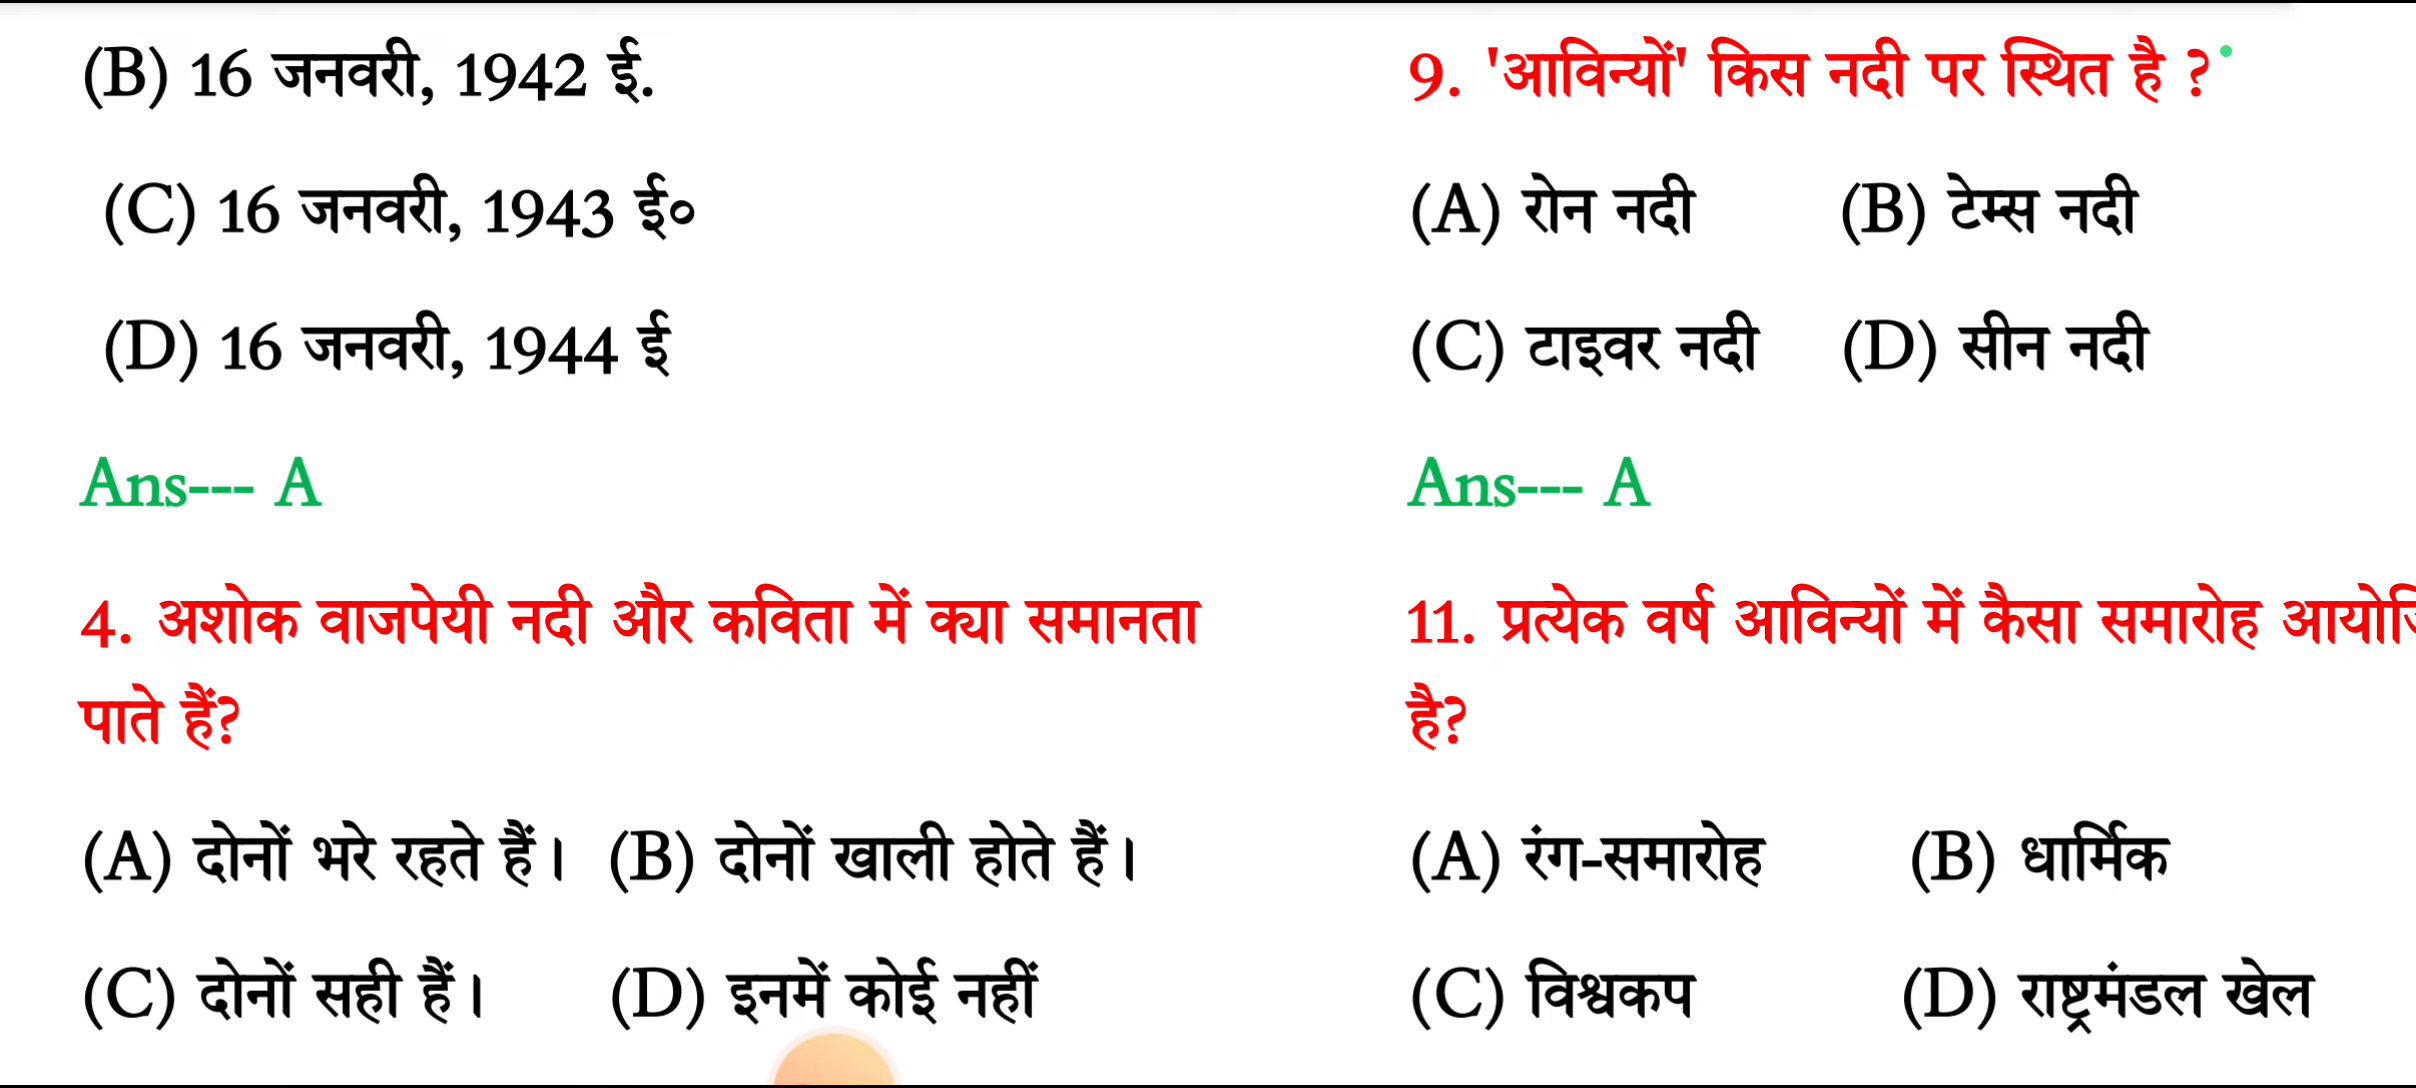 (B) 16 जनवरी, 1942 ई.
(C) 16 जनवरी, 1943 ई०
(D) 16 जनवरी, 1944 ई
Ans--- A
4. अशोक वाजपेयी नदी और कविता में क्या समानता
पाते हैं?
(A) दोनों भरे रहते हैं। (B) दोनों खाली होते हैं।
(C) दोनों सही हैं। (D) इनमें कोई नहीं
9. 'आविन्यों' किस नदी पर स्थित है ?
(A) रोन नदी (B) टेम्स नदी
(C) टाइवर नदी (D) सीन नदी
Ans--- A
11. प्रत्येक वर्ष आविन्यों में कैसा समारोह
है?
(A) रंग-समारोह (B) धार्मिक
(C) विश्वकप (D) राष्ट्रमंडल खेल